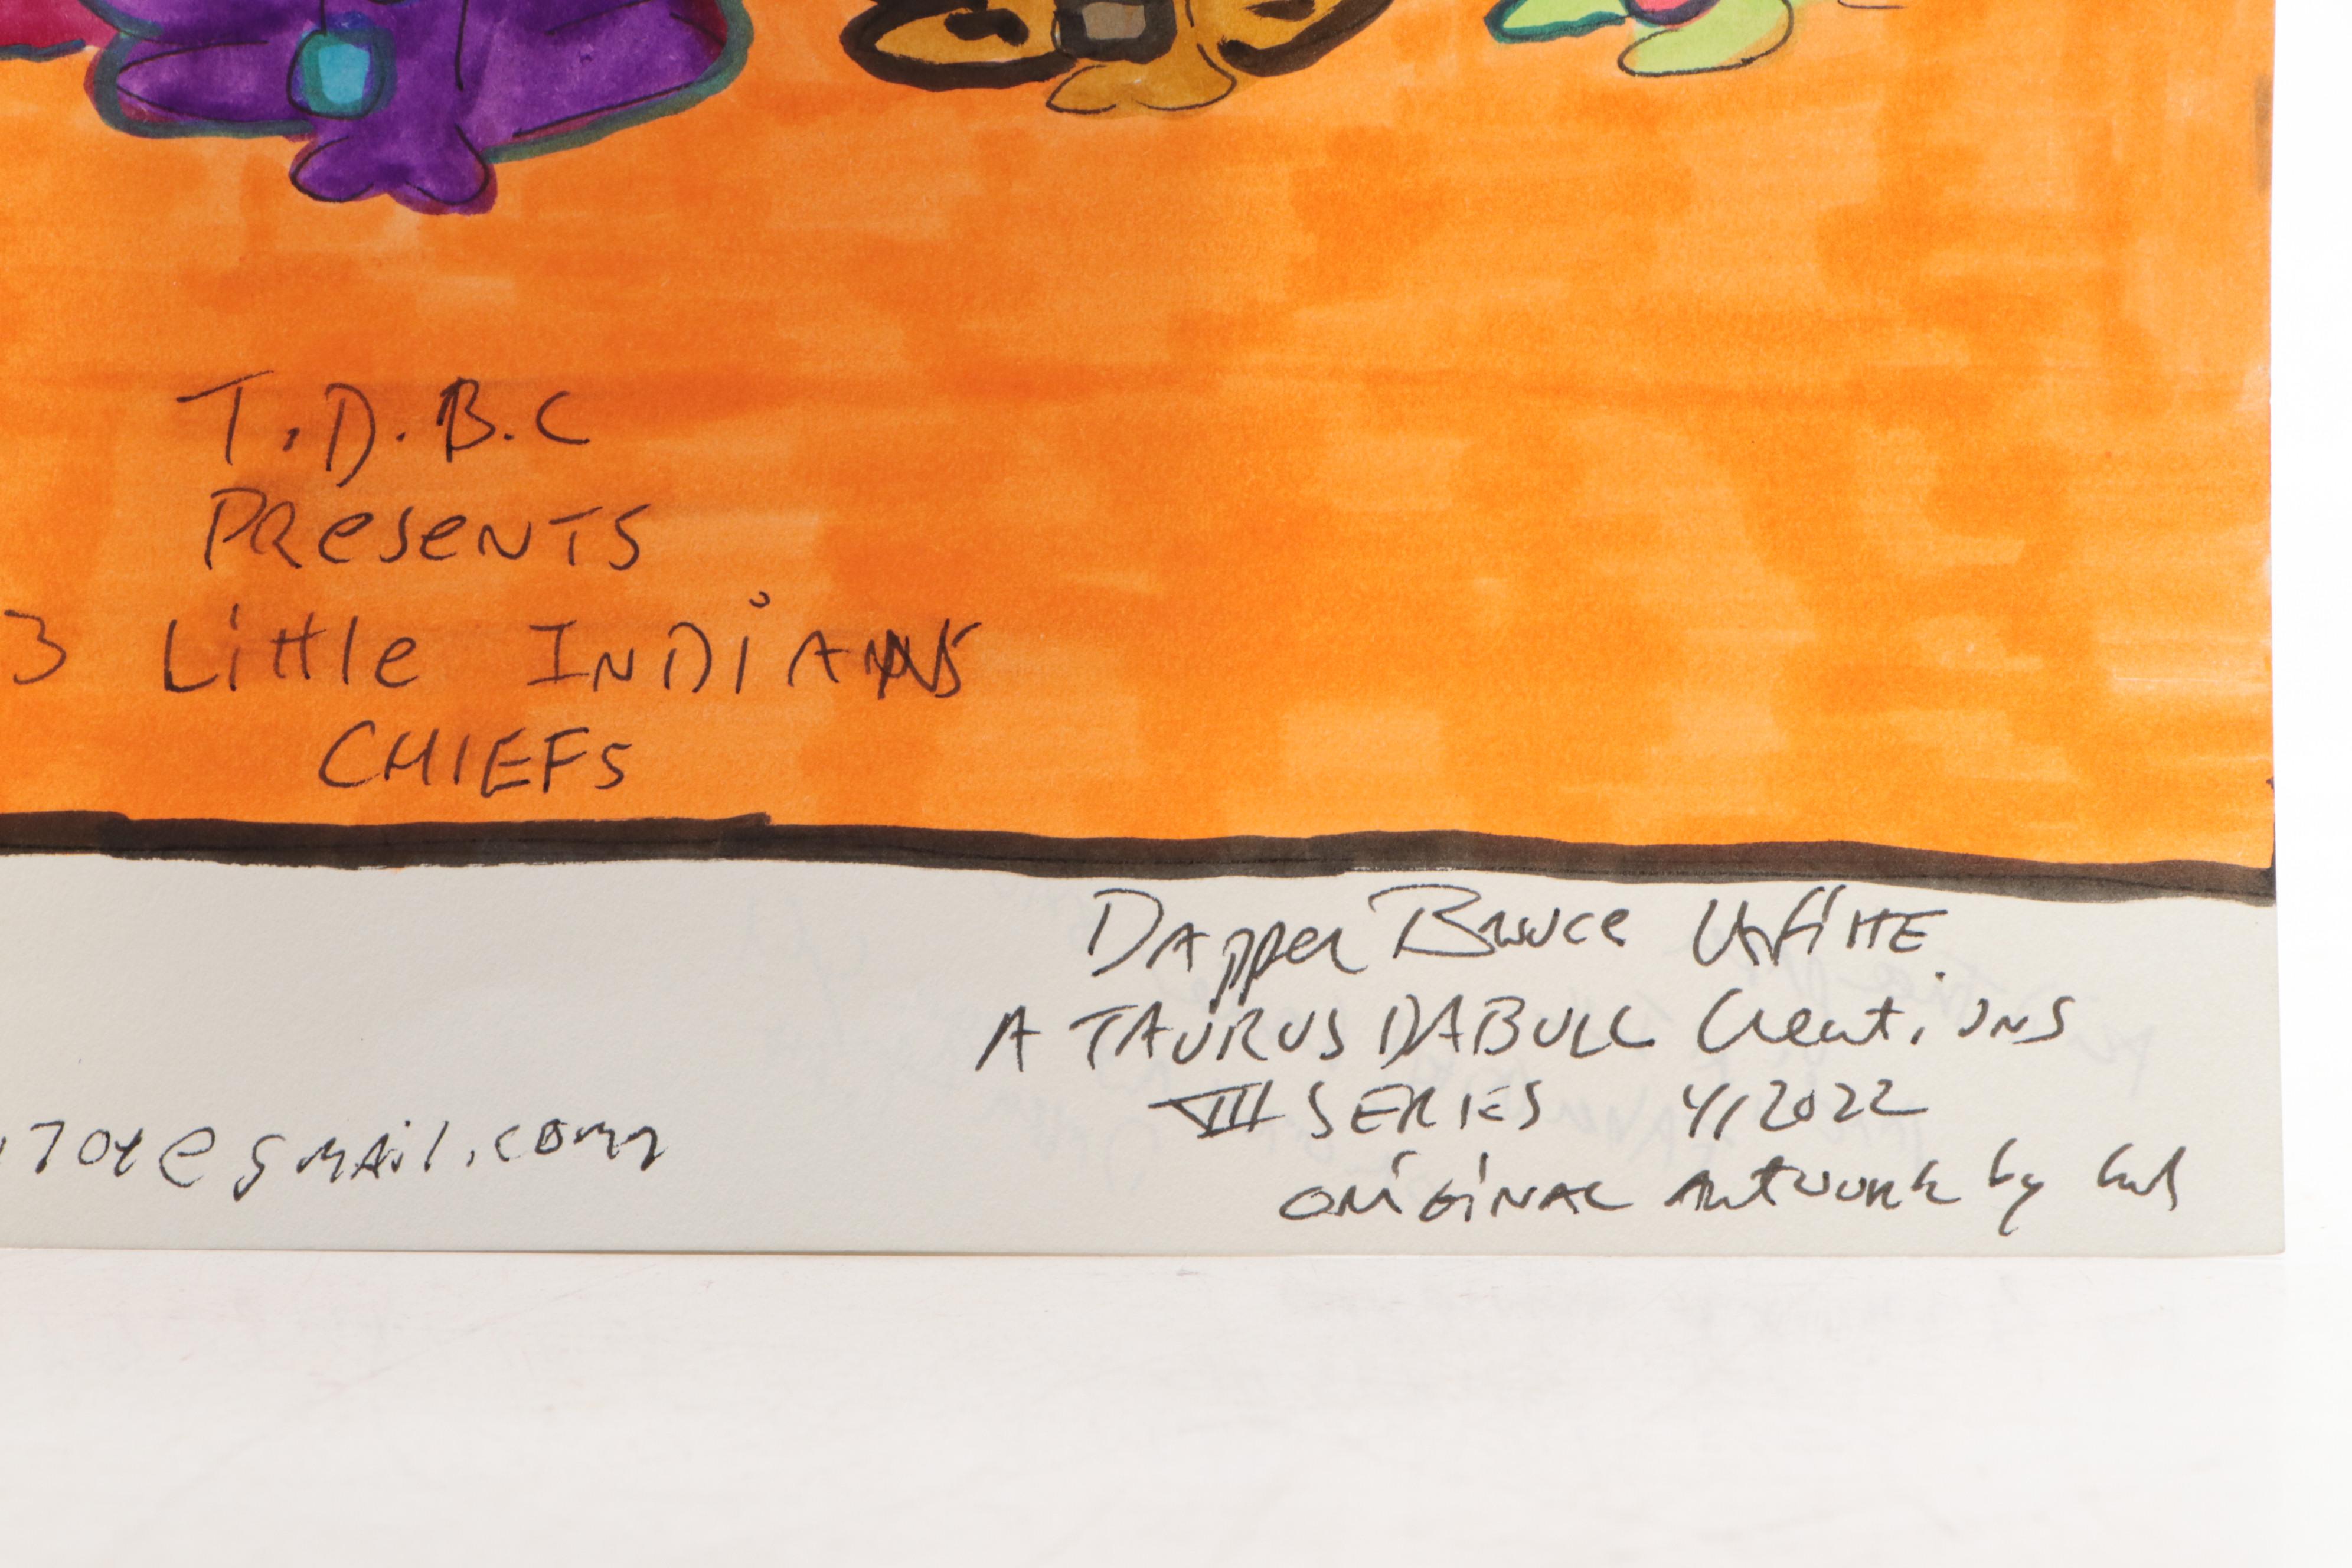 T.D.B.C
PReseNTS
3 Little INDiANS
CHIEFS
DAppeR BRuce
A TAURUS DABULL CreatiONS
VII SERIES 4/2022
ORiGiNAL Artwork by
@gmail.com